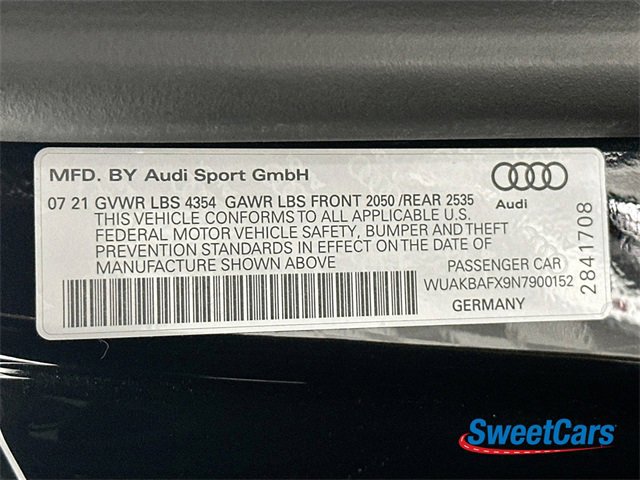 MFD. BY Audi Sport GmbH
07 21 GVWR LBS 4354 GAWR LBS FRONT 2050 /REAR 2535
THIS VEHICLE CONFORMS TO ALL APPLICABLE U.S.
FEDERAL MOTOR VEHICLE SAFETY, BUMPER AND THEFT
PREVENTION STANDARDS IN EFFECT ON THE DATE OF
MANUFACTURE SHOWN ABOVE
PASSENGER CAR
WUAKBAFX9N7900152
GERMANY
Audi
2841708
SweetCars